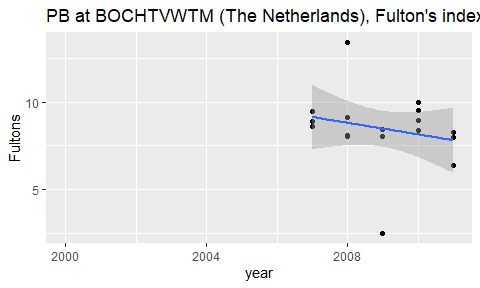 PB at BOCHTVWTM (The Netherlands), Fulton's index
Fultons
10
5
2000
2004
2008
year